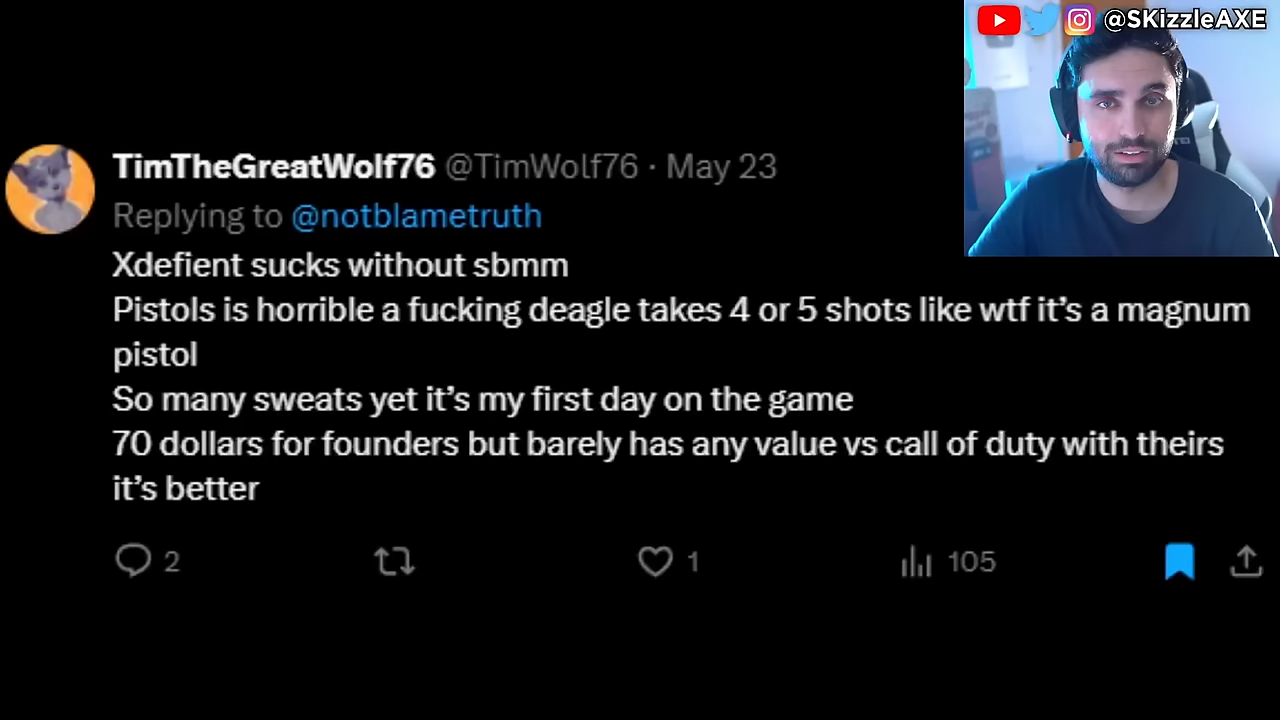 @SKizzleAXE
TimTheGreatWolf76 @TimWolf76 · May 23
Replying to @notblametruth
Xdefient sucks without sbmm
Pistols is horrible a fucking deagle takes 4 or 5 shots like wtf it's a magnum
pistol
So many sweats yet it's my first day on the game
70 dollars for founders but barely has any value vs call of duty with theirs
it's better
2 1 105